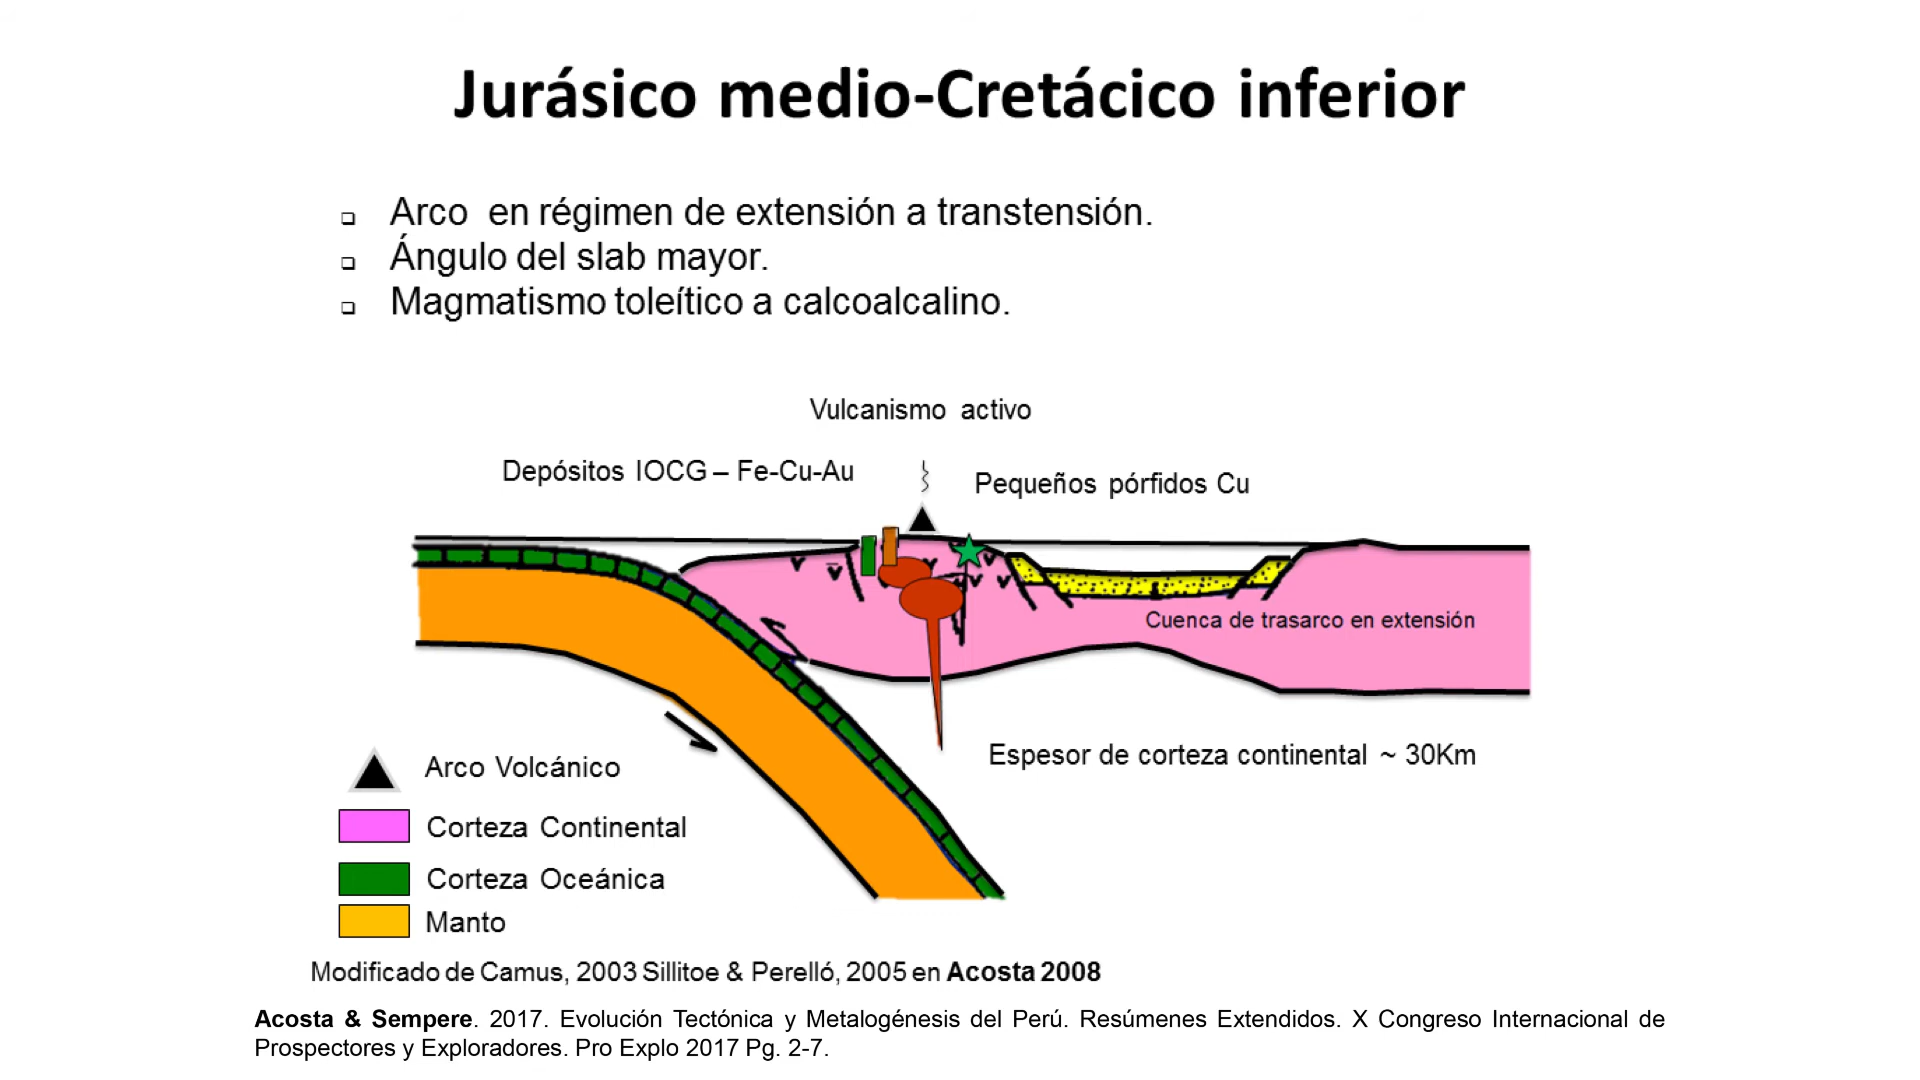 Jurásico medio-Cretácico inferior
Arco en régimen de extensión a transtensión.
Ángulo del slab mayor.
Magmatismo toleítico a calcoalcalino.
Vulcanismo activo
Depósitos IOCG – Fe-Cu-Au
Pequeños pórfidos Cu
Cuenca de trasarco en extensión
Espesor de corteza continental ~ 30Km
Arco Volcánico
Corteza Continental
Corteza Oceánica
Manto
Modificado de Camus, 2003 Sillitoe & Perelló, 2005 en Acosta 2008
Acosta & Sempere. 2017. Evolución Tectónica y Metalogénesis del Perú. Resúmenes Extendidos. X Congreso Internacional de
Prospectores y Exploradores. Pro Explo 2017 Pg. 2-7.